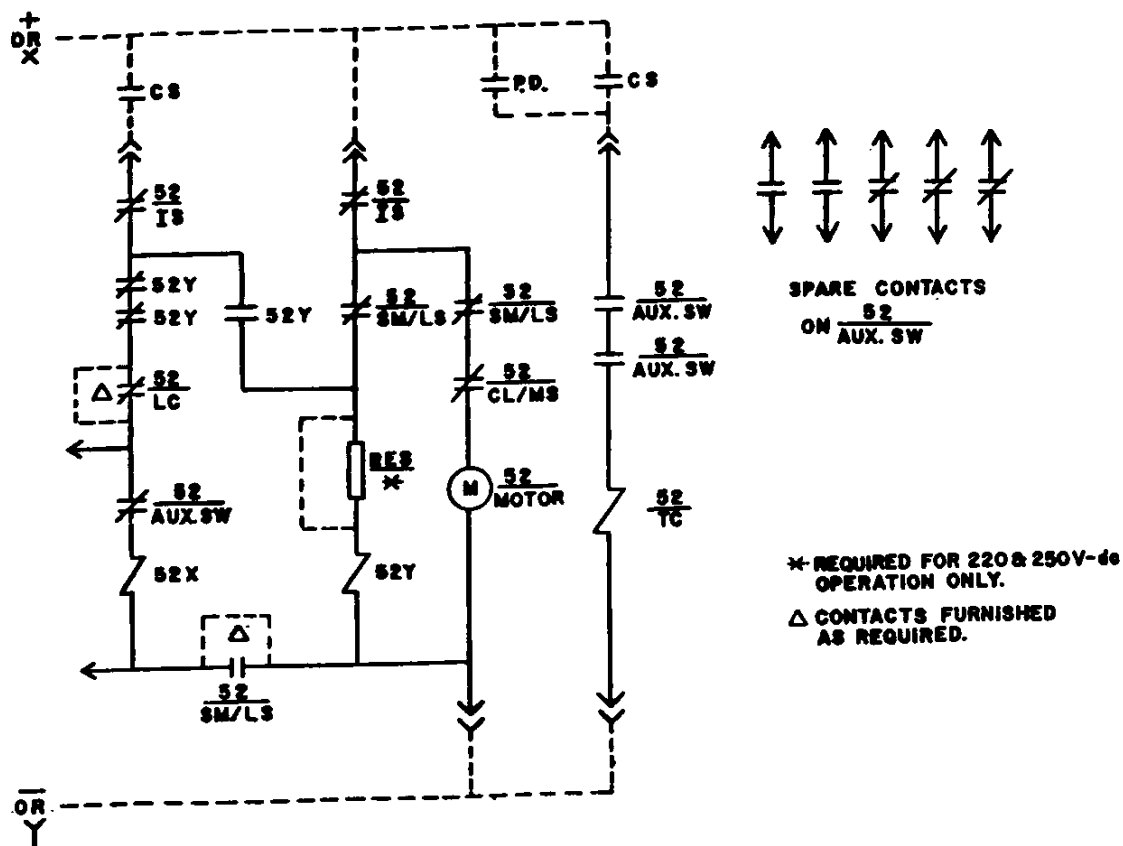 +
OR
X
CS
P.D.
CS
52
IS
52
IS
52Y
52Y
52Y
52
SM/LS
52
SM/LS
52
AUX. SW
52
AUX. SW
△
52
LC
52
CL/MS
RES
*
M
52
MOTOR
52
AUX.SW
52
TC
52X
52Y
△
52
SM/LS
SPARE CONTACTS
ON 52
AUX. SW
* REQUIRED FOR 220 & 250V-dc
OPERATION ONLY.
△ CONTACTS FURNISHED
AS REQUIRED.
—
OR
Y